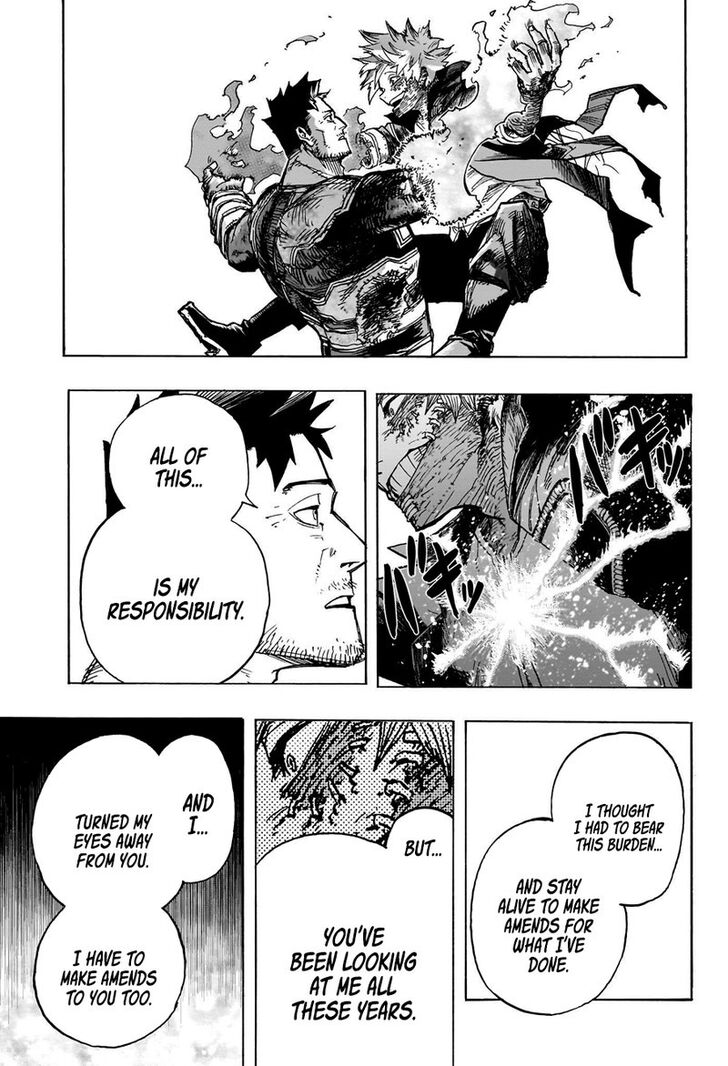 バキッ
バキッ
ALL OF
THIS...
IS MY
RESPONSIBILITY.
I THOUGHT
I HAD TO BEAR
THIS BURDEN...
AND STAY
ALIVE TO MAKE
AMENDS FOR
WHAT I'VE
DONE.
BUT...
YOU'VE
BEEN LOOKING
AT ME ALL
THESE YEARS.
AND
I...
TURNED MY
EYES AWAY
FROM YOU.
I HAVE TO
MAKE AMENDS
TO YOU TOO.